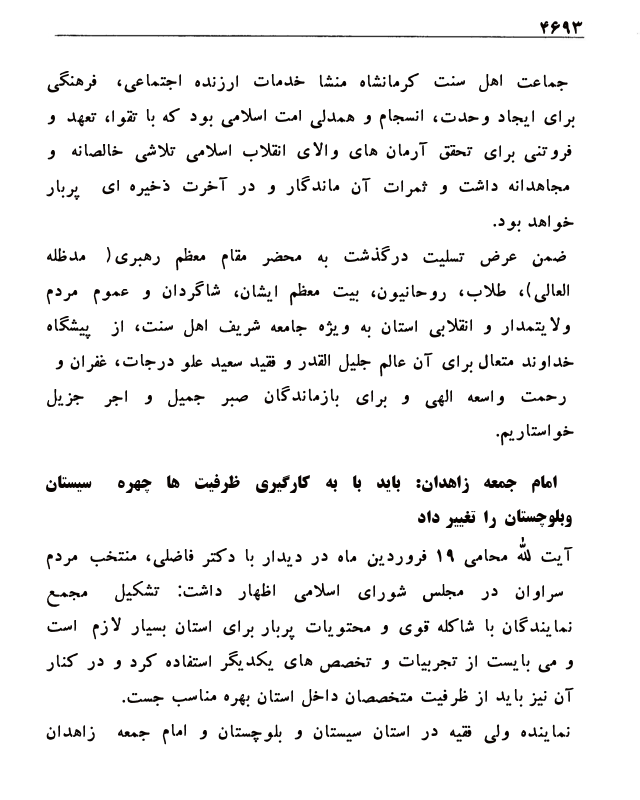 ۴۶۹۳
جماعت اهل سنت کرمانشاه منشا خدمات ارزنده اجتماعی، فرهنگی
برای ایجاد وحدت، انسجام و همدلی امت اسلامی بود که با تقوا، تعهد و
فروتنی برای تحقق آرمان های والای انقلاب اسلامی تلاشی خالصانه و
مجاهدانه داشت و ثمرات آن ماندگار و در آخرت ذخیره ای پربار
خواهد بود.
ضمن عرض تسلیت درگذشت به محضر مقام معظم رهبری( مدظله
العالی)، طلاب، روحانیون، بیت معظم ایشان، شاگردان و عموم مردم
ولایتمدار و انقلابی استان به ویژه جامعه شریف اهل سنت، از پیشگاه
خداوند متعال برای آن عالم جلیل القدر و فقید سعید علو درجات، غفران و
رحمت واسعه الهی و برای بازماندگان صبر جمیل و اجر جزیل
خواستاریم.
امام جمعه زاهدان: باید با به کارگیری ظرفیت ها چهره سیستان
وبلوچستان را تغییر داد
آیت الله محامی ۱۹ فروردین ماه در دیدار با دکتر فاضلی، منتخب مردم
سراوان در مجلس شورای اسلامی اظهار داشت: تشکیل مجمع
نمایندگان با شاکله قوی و محتویات پربار برای استان بسیار لازم است
و می بایست از تجربیات و تخصص های یکدیگر استفاده کرد و در کنار
آن نیز باید از ظرفیت متخصصان داخل استان بهره مناسب جست.
نماینده ولی فقیه در استان سیستان و بلوچستان و امام جمعه زاهدان